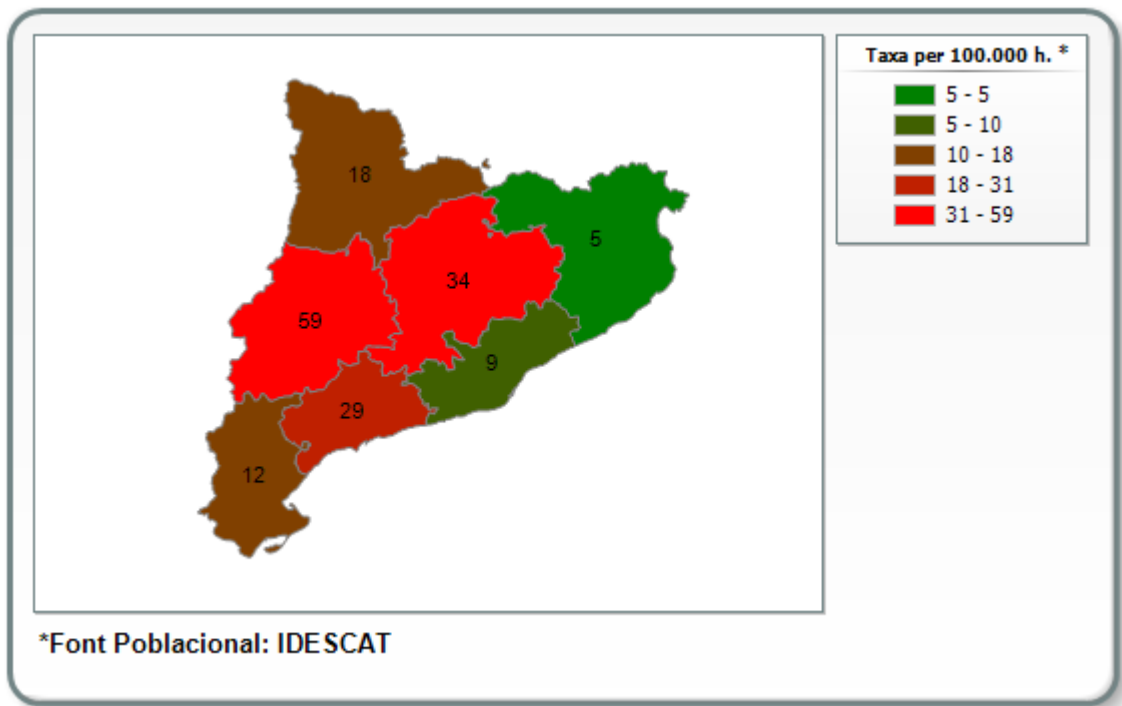 Taxa per 100.000 h. *
5 - 5
5 - 10
10 - 18
18 - 31
31 - 59
18
5
34
59
9
29
12
*Font Poblacional: IDESCAT